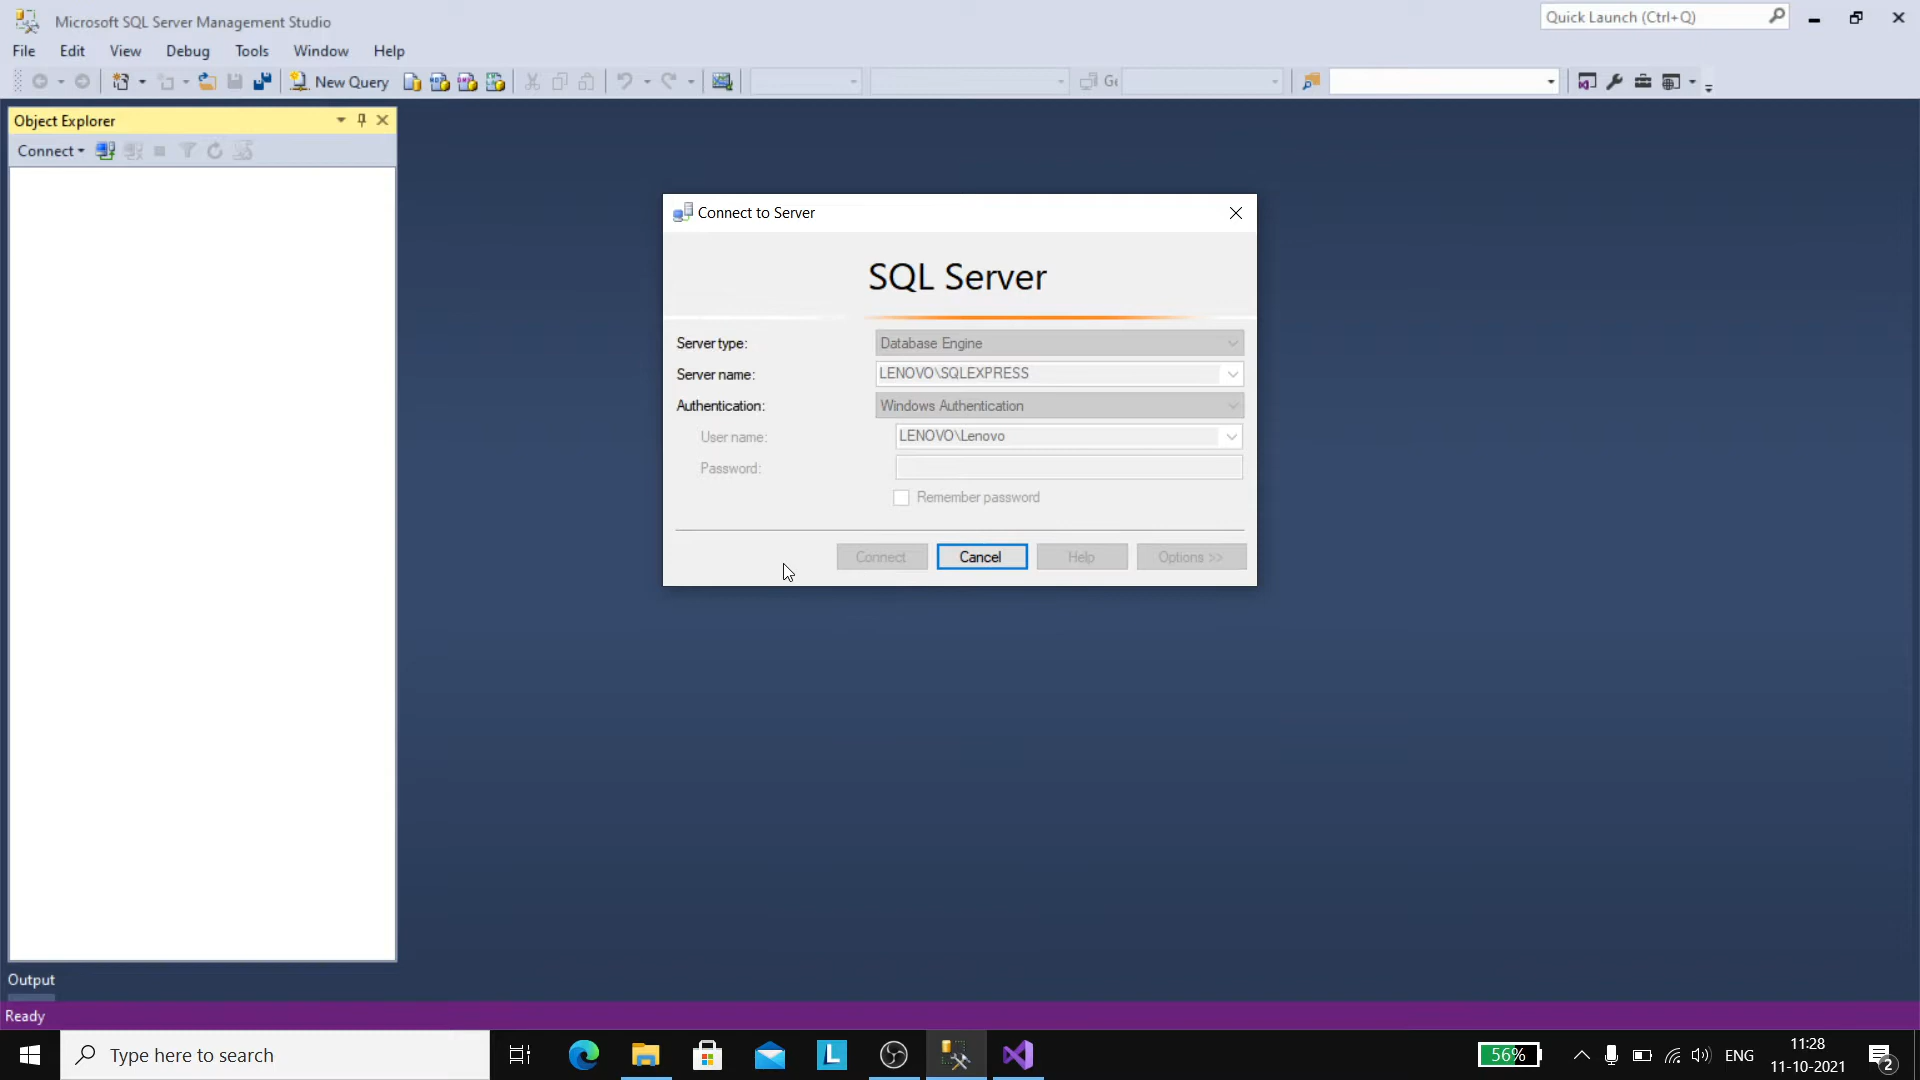 Microsoft SQL Server Management Studio
Quick Launch (Ctrl+Q)
File Edit View Debug Tools Window Help
New Query
Object Explorer
Connect
Connect to Server
SQL Server
Server type: Database Engine
Server name: LENOVO\SQLEXPRESS
Authentication: Windows Authentication
User name: LENOVO\Lenovo
Password:
Remember password
Connect Cancel Help Options >>
Output
Ready
Type here to search
L
56%
ENG
11:28
11-10-2021
2